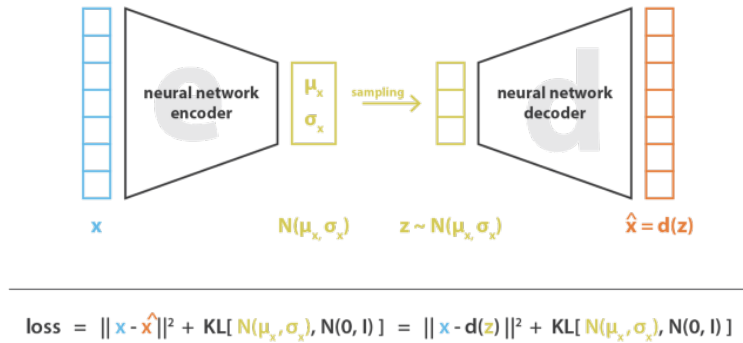 e
neural network
encoder
μₓ
σₓ
sampling
d
neural network
decoder
x
N(μₓ, σₓ)
z ~ N(μₓ, σₓ)
x̂ = d(z)
loss = || x - x̂ ||² + KL[ N(μₓ, σₓ), N(0, I) ] = || x - d(z) ||² + KL[ N(μₓ, σₓ), N(0, I) ]